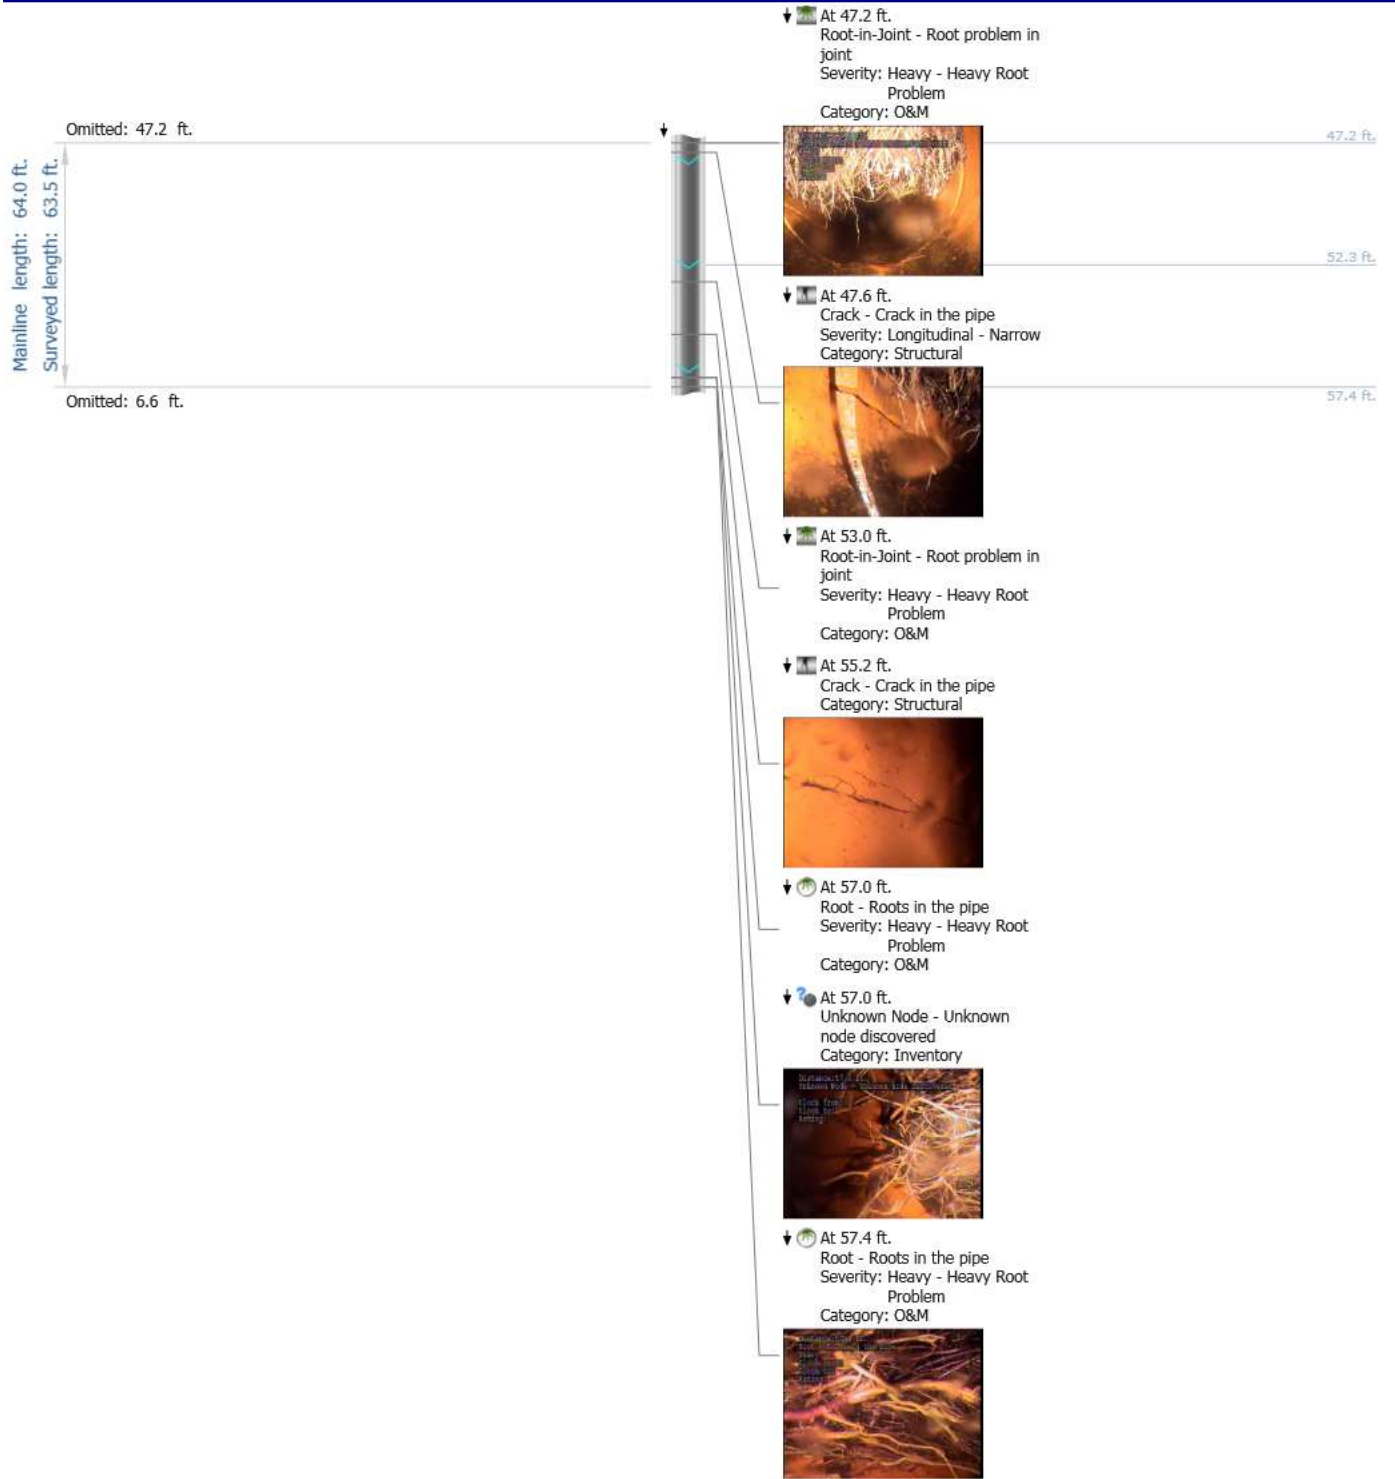 At 47.2 ft.
Root-in-Joint - Root problem in
joint
Severity: Heavy - Heavy Root
Problem
Category: O&M
Omitted: 47.2 ft.
47.2 ft.
Mainline length: 64.0 ft.
Surveyed length: 63.5 ft.
52.3 ft.
At 47.6 ft.
Crack - Crack in the pipe
Severity: Longitudinal - Narrow
Category: Structural
Omitted: 6.6 ft.
57.4 ft.
At 53.0 ft.
Root-in-Joint - Root problem in
joint
Severity: Heavy - Heavy Root
Problem
Category: O&M
At 55.2 ft.
Crack - Crack in the pipe
Category: Structural
At 57.0 ft.
Root - Roots in the pipe
Severity: Heavy - Heavy Root
Problem
Category: O&M
At 57.0 ft.
Unknown Node - Unknown
node discovered
Category: Inventory
At 57.4 ft.
Root - Roots in the pipe
Severity: Heavy - Heavy Root
Problem
Category: O&M